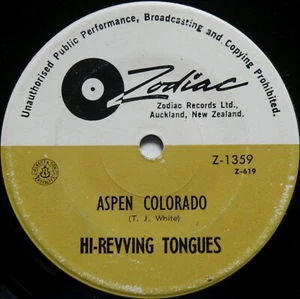 Unauthorised Public Performance, Broadcasting and Copying Prohibited.
Zodiac
Zodiac Records Ltd.,
Auckland, New Zealand.
Z-1359
Z-619
ASPEN COLORADO
(T. J. White)
HI-REVVING TONGUES